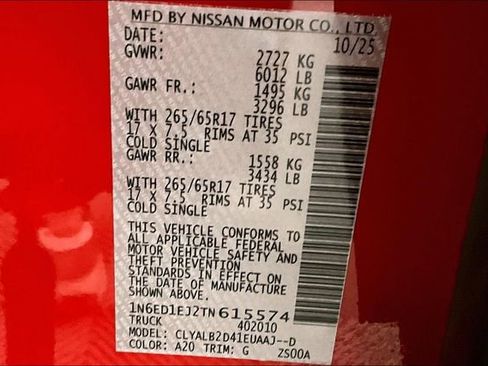 MFD BY NISSAN MOTOR CO., LTD
DATE: 10/25
GVWR: 2727 KG
6012 LB
GAWR FR.: 1495 KG
3296 LB
WITH 265/65R17 TIRES
17 X 7.5 RIMS AT 35 PSI
COLD SINGLE
GAWR RR.: 1558 KG
3434 LB
WITH 265/65R17 TIRES
17 X 7.5 RIMS AT 35 PSI
COLD SINGLE
THIS VEHICLE CONFORMS TO
ALL APPLICABLE FEDERAL
MOTOR VEHICLE SAFETY AND
THEFT PREVENTION
STANDARDS IN EFFECT ON
THE DATE OF MANUFACTURE
SHOWN ABOVE.
1N6ED1EJ2TN615574
TRUCK 402010
MODEL: CLYALB2D41EUAAJ--D
COLOR: A20 TRIM: G ZS00A